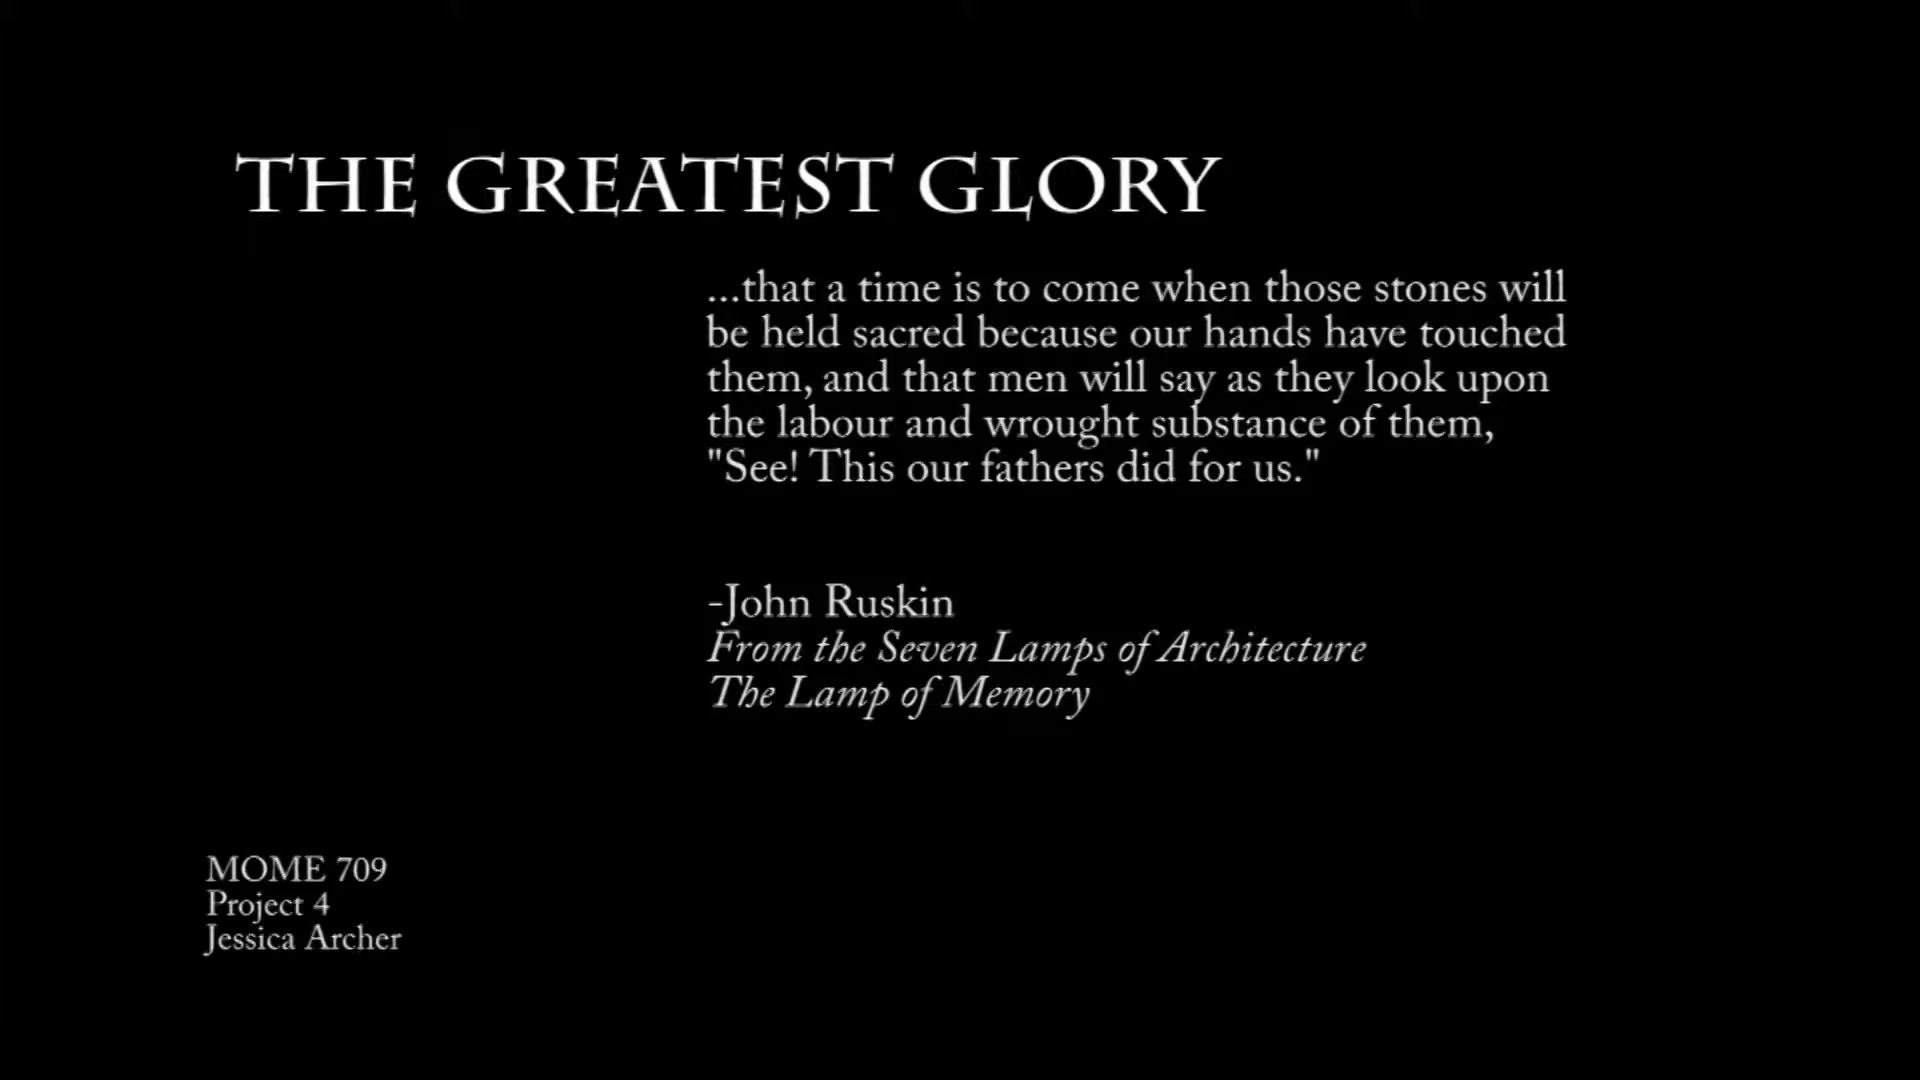 THE GREATEST GLORY
...that a time is to come when those stones will
be held sacred because our hands have touched
them, and that men will say as they look upon
the labour and wrought substance of them,
"See! This our fathers did for us."
-John Ruskin
From the Seven Lamps of Architecture
The Lamp of Memory
MOME 709
Project 4
Jessica Archer